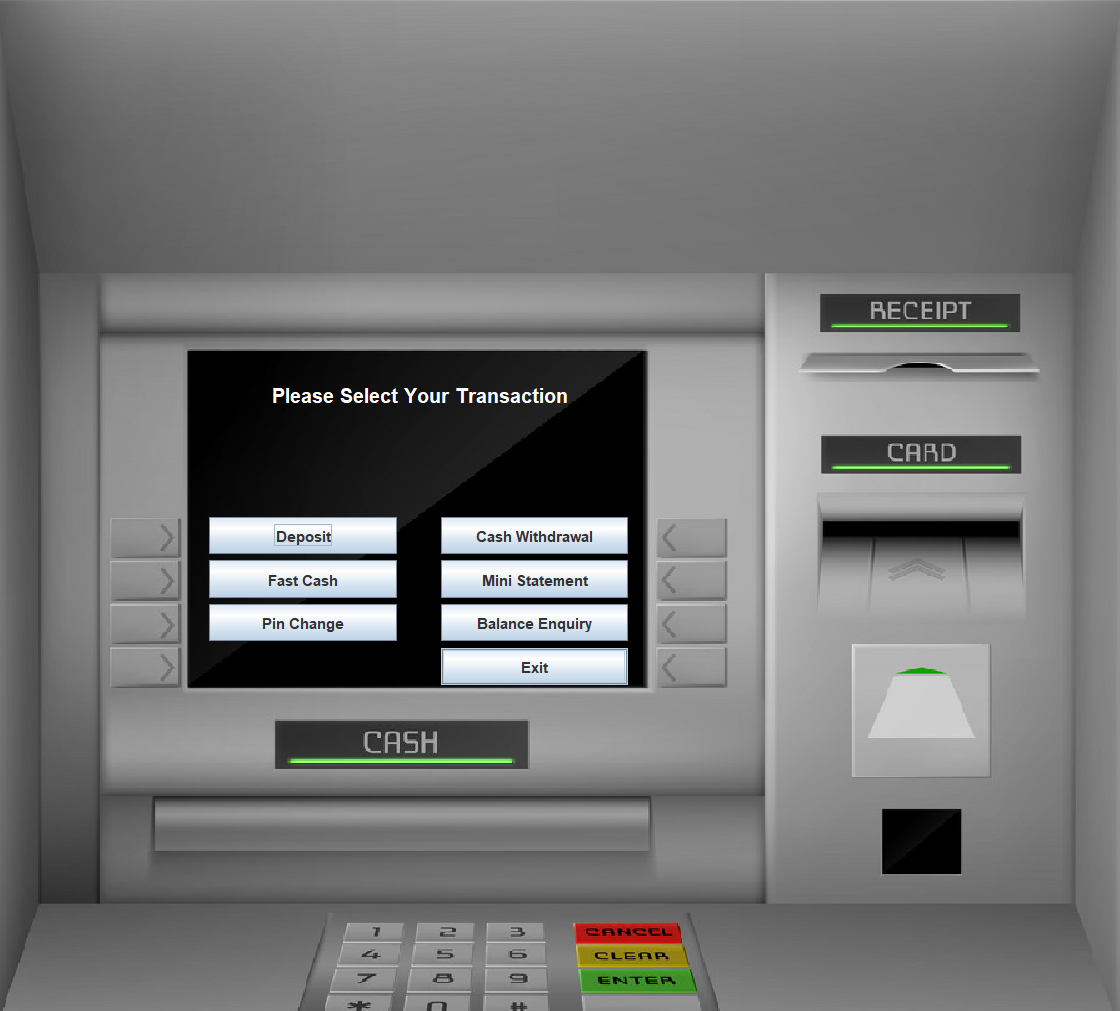 RECEIPT
Please Select Your Transaction
CARD
Deposit
Cash Withdrawal
Fast Cash
Mini Statement
Pin Change
Balance Enquiry
Exit
CASH
1 2 3 CANCEL
4 5 6 CLEAR
7 8 9 ENTER
* 0 #